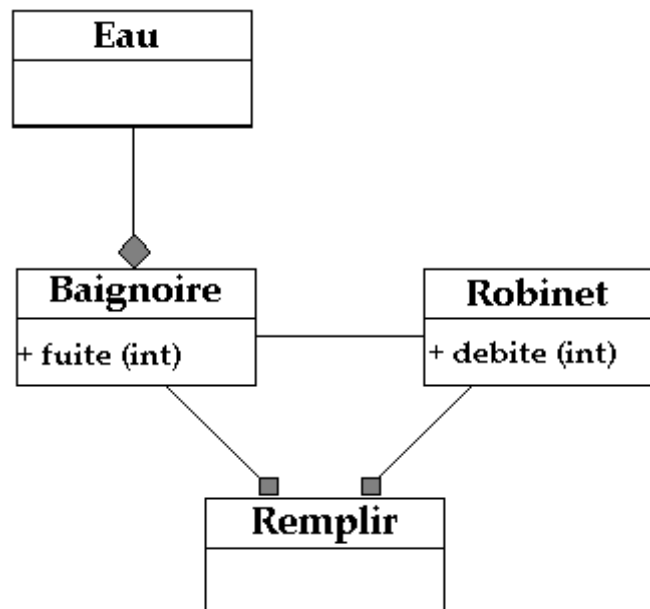 Eau
Baignoire
+ fuite (int)
Robinet
+ debite (int)
Remplir